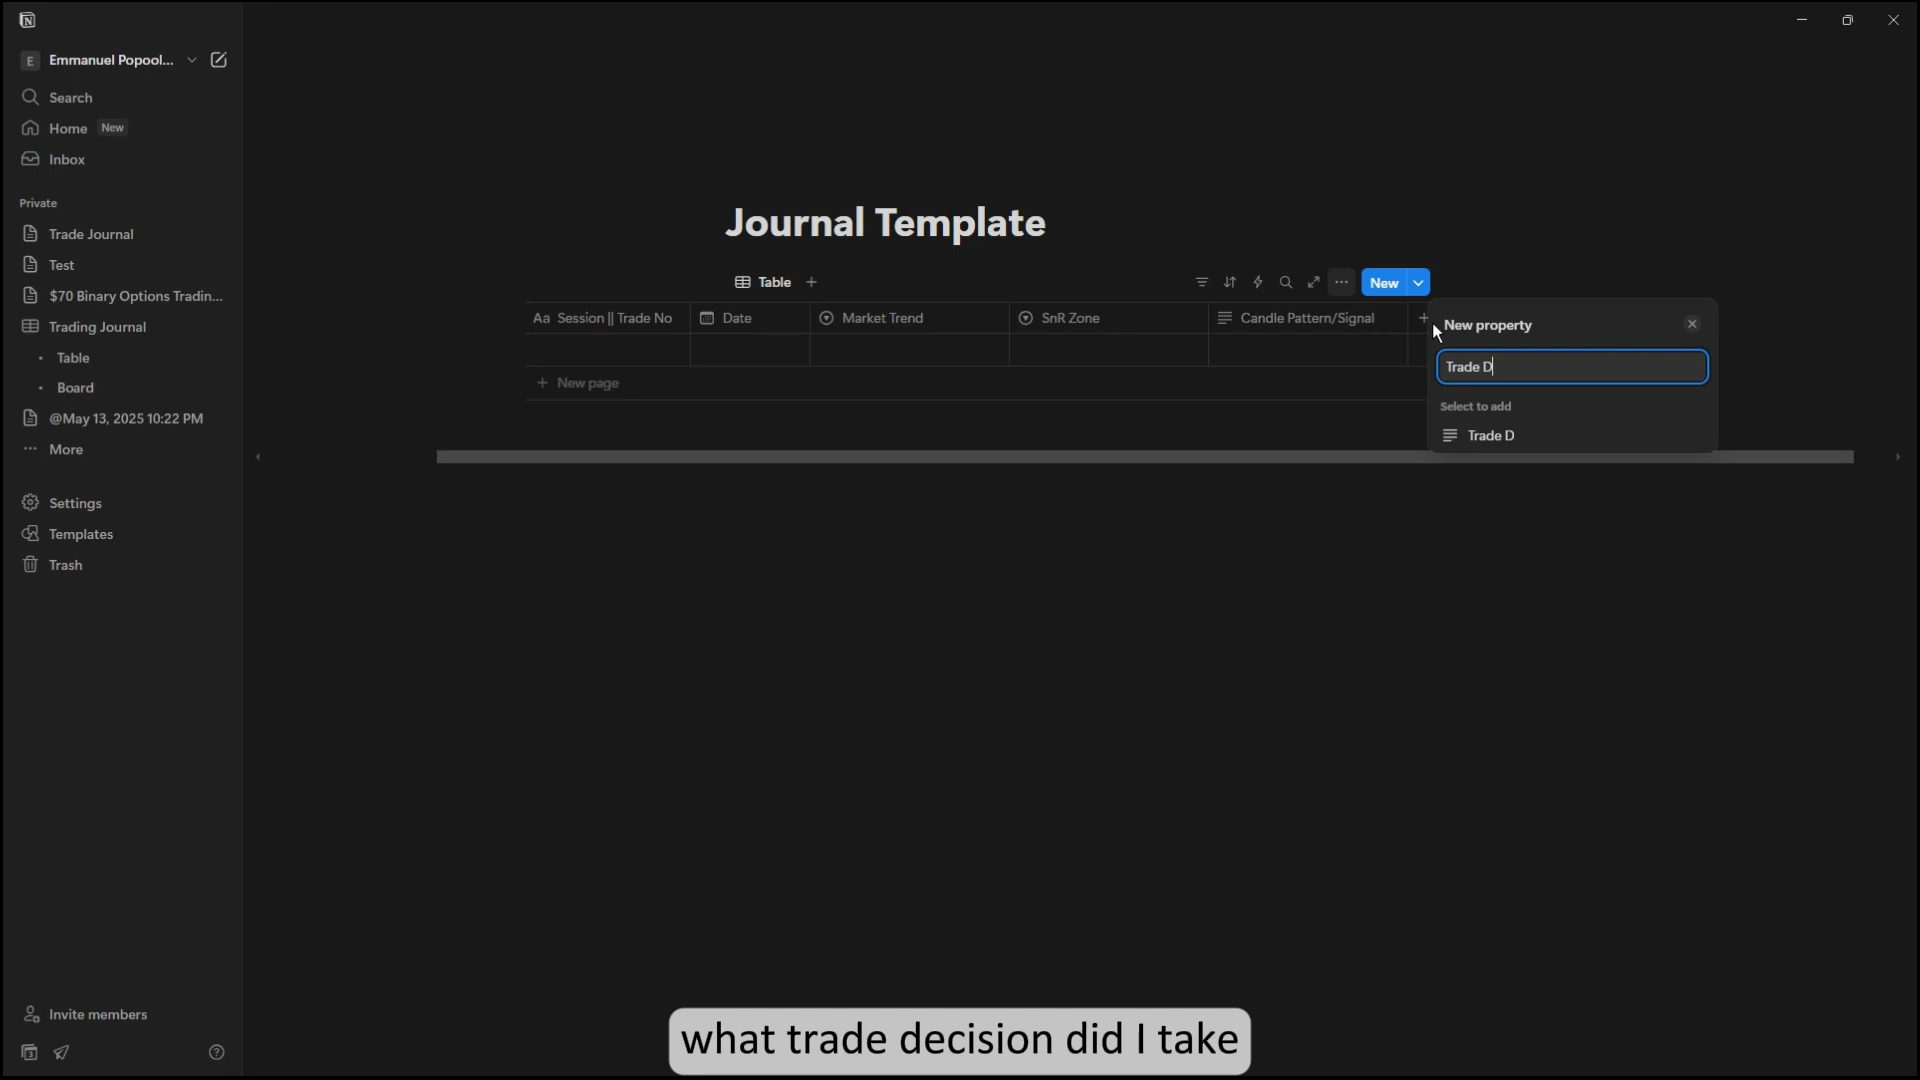 E Emmanuel Popool...
Search
Home New
Inbox
Private
Trade Journal
Test
$70 Binary Options Tradin...
Trading Journal
Table
Board
@May 13, 2025 10:22 PM
More
Settings
Templates
Trash
Invite members
Journal Template
Table
New
Aa Session || Trade No Date Market Trend SnR Zone Candle Pattern/Signal
New page
New property
Trade D
Select to add
Trade D
what trade decision did I take